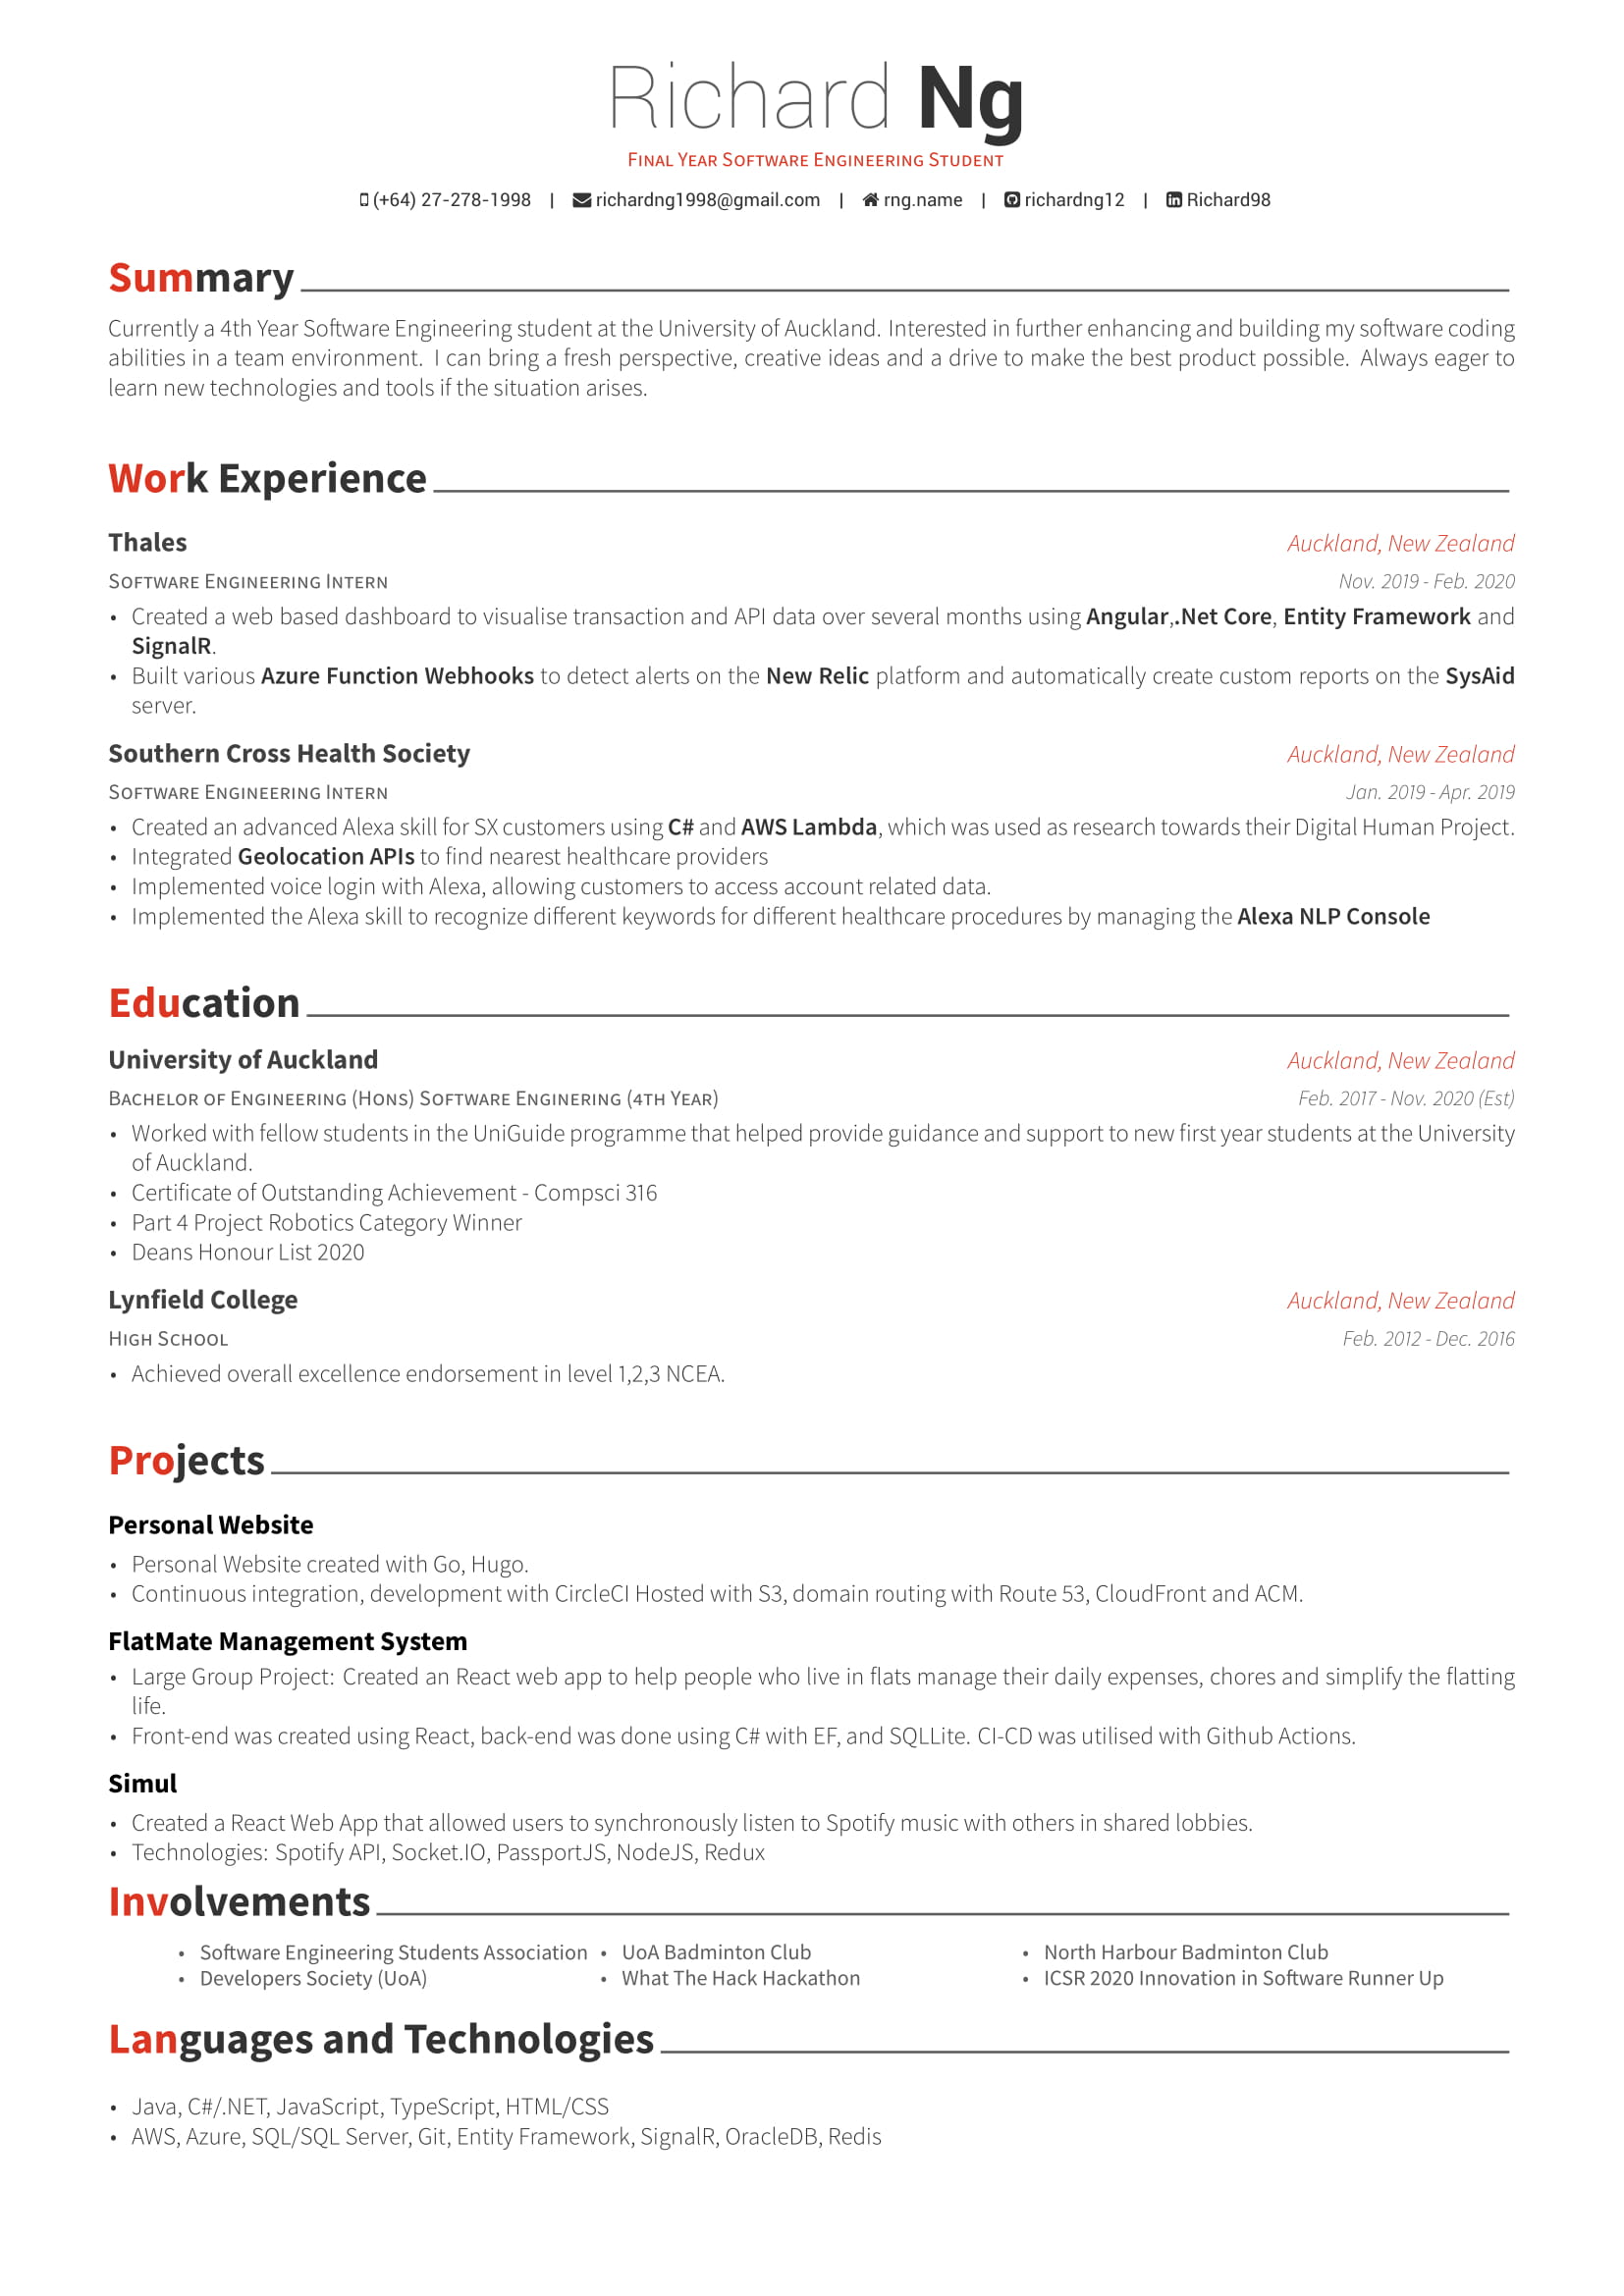 Richard Ng
Final Year Software Engineering Student
(+64) 27-278-1998 | richardng1998@gmail.com | rng.name | richardng12 | Richard98
Summary
Currently a 4th Year Software Engineering student at the University of Auckland. Interested in further enhancing and building my software coding
abilities in a team environment. I can bring a fresh perspective, creative ideas and a drive to make the best product possible. Always eager to
learn new technologies and tools if the situation arises.
Work Experience
Thales Auckland, New Zealand
Software Engineering Intern Nov. 2019 - Feb. 2020
• Created a web based dashboard to visualise transaction and API data over several months using Angular,.Net Core, Entity Framework and
SignalR.
• Built various Azure Function Webhooks to detect alerts on the New Relic platform and automatically create custom reports on the SysAid
server.
Southern Cross Health Society Auckland, New Zealand
Software Engineering Intern Jan. 2019 - Apr. 2019
• Created an advanced Alexa skill for SX customers using C# and AWS Lambda, which was used as research towards their Digital Human Project.
• Integrated Geolocation APIs to find nearest healthcare providers
• Implemented voice login with Alexa, allowing customers to access account related data.
• Implemented the Alexa skill to recognize different keywords for different healthcare procedures by managing the Alexa NLP Console
Education
University of Auckland Auckland, New Zealand
Bachelor of Engineering (Hons) Software Enginering (4th Year) Feb. 2017 - Nov. 2020 (Est)
• Worked with fellow students in the UniGuide programme that helped provide guidance and support to new first year students at the University
of Auckland.
• Certificate of Outstanding Achievement - Compsci 316
• Part 4 Project Robotics Category Winner
• Deans Honour List 2020
Lynfield College Auckland, New Zealand
High School Feb. 2012 - Dec. 2016
• Achieved overall excellence endorsement in level 1,2,3 NCEA.
Projects
Personal Website
• Personal Website created with Go, Hugo.
• Continuous integration, development with CircleCI Hosted with S3, domain routing with Route 53, CloudFront and ACM.
FlatMate Management System
• Large Group Project: Created an React web app to help people who live in flats manage their daily expenses, chores and simplify the flatting
life.
• Front-end was created using React, back-end was done using C# with EF, and SQLLite. CI-CD was utilised with Github Actions.
Simul
• Created a React Web App that allowed users to synchronously listen to Spotify music with others in shared lobbies.
• Technologies: Spotify API, Socket.IO, PassportJS, NodeJS, Redux
Involvements
• Software Engineering Students Association • UoA Badminton Club • North Harbour Badminton Club
• Developers Society (UoA) • What The Hack Hackathon • ICSR 2020 Innovation in Software Runner Up
Languages and Technologies
• Java, C#/.NET, JavaScript, TypeScript, HTML/CSS
• AWS, Azure, SQL/SQL Server, Git, Entity Framework, SignalR, OracleDB, Redis